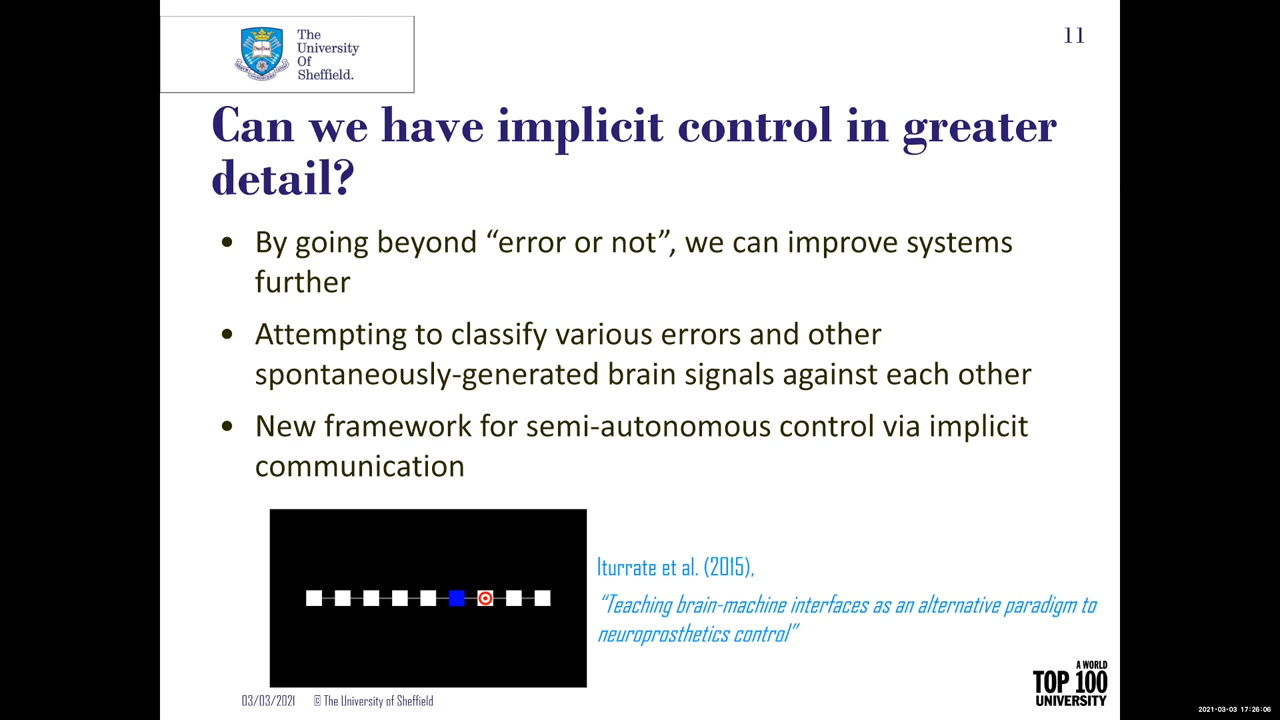 The
University
Of
Sheffield.
11
Can we have implicit control in greater
detail?
• By going beyond “error or not”, we can improve systems
further
• Attempting to classify various errors and other
spontaneously-generated brain signals against each other
• New framework for semi-autonomous control via implicit
communication
Iturrate et al. (2015),
“Teaching brain-machine interfaces as an alternative paradigm to
neuroprosthetics control”
A WORLD
TOP 100
UNIVERSITY
03/03/2021 © The University of Sheffield
2021-03-03 17:26:06